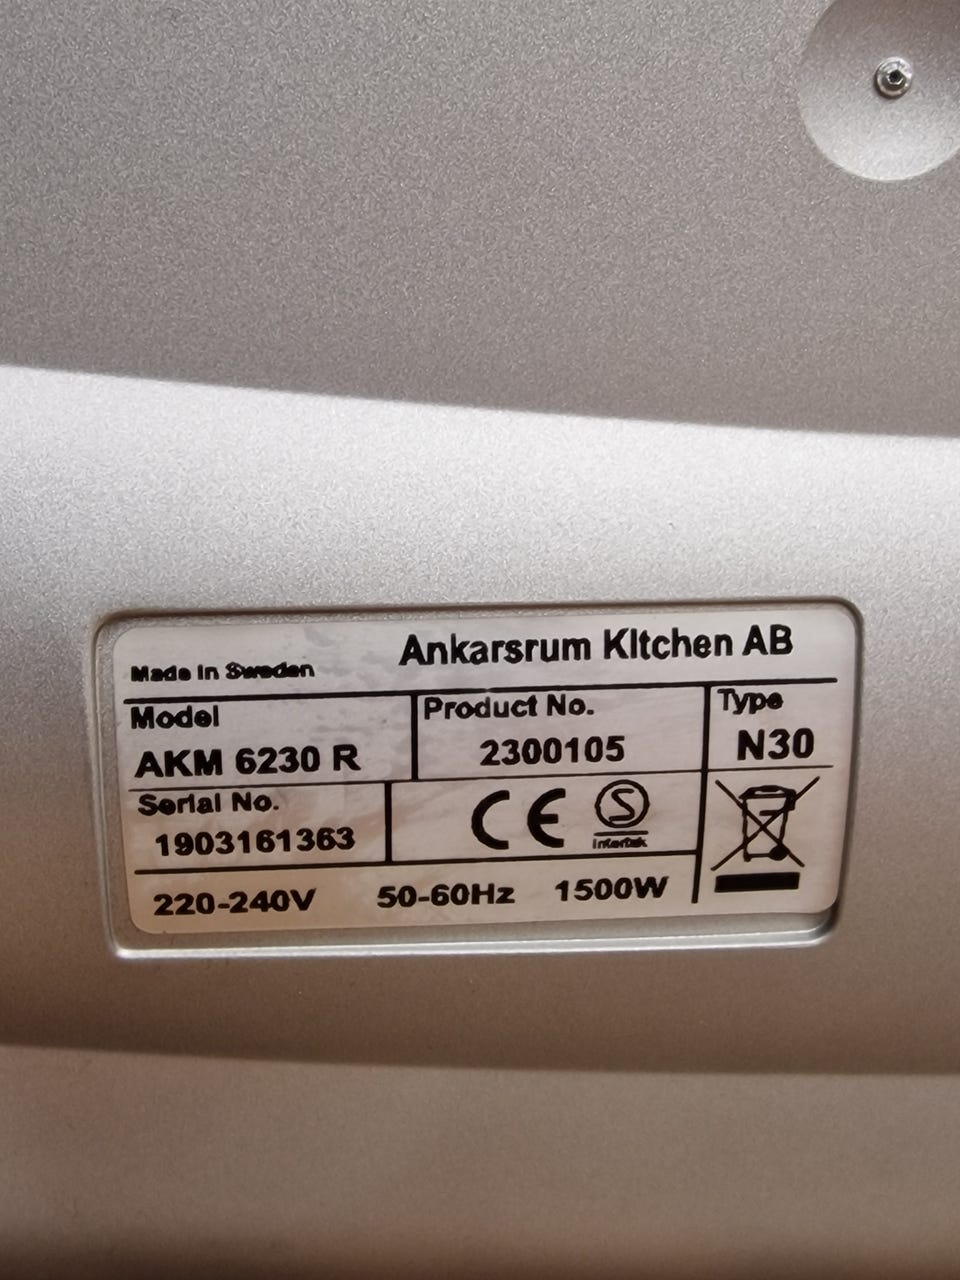 Made in Sweden
Ankarsrum Kitchen AB
Model
AKM 6230 R
Product No.
2300105
Type
N30
Serial No.
1903161363
CE
S
Intertek
220-240V 50-60Hz 1500W